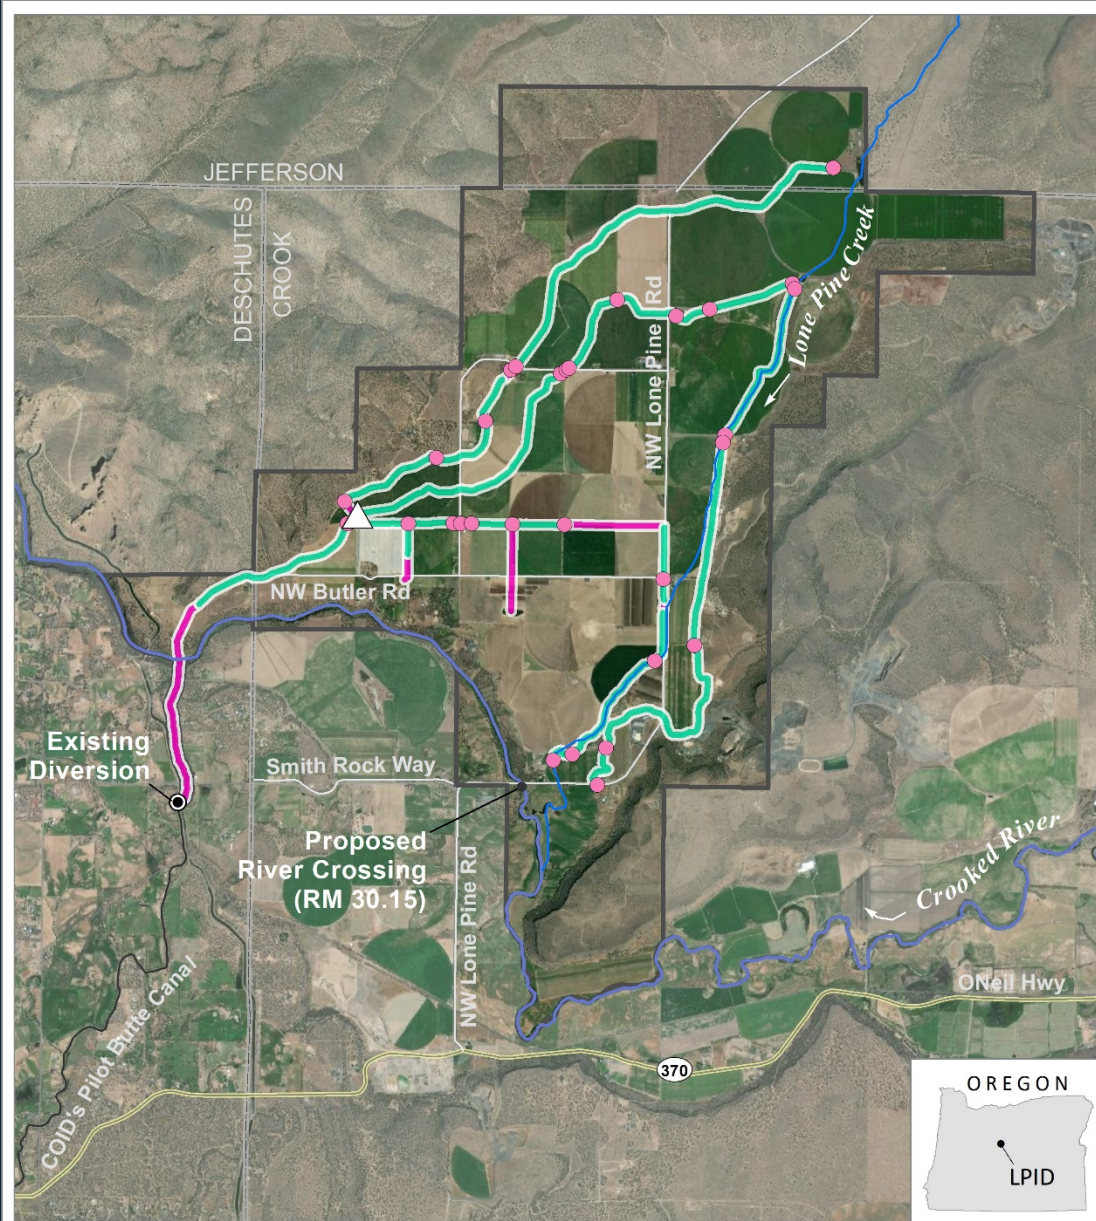 JEFFERSON
DESCHUTES
CROOK
Lone Pine Creek
NW Lone Pine Rd
NW Butler Rd
Existing
Diversion
Smith Rock Way
Proposed
River Crossing
(RM 30.15)
NW Lone Pine Rd
Crooked River
COID's Pilot Butte Canal
ONeil Hwy
370
OREGON
LPID